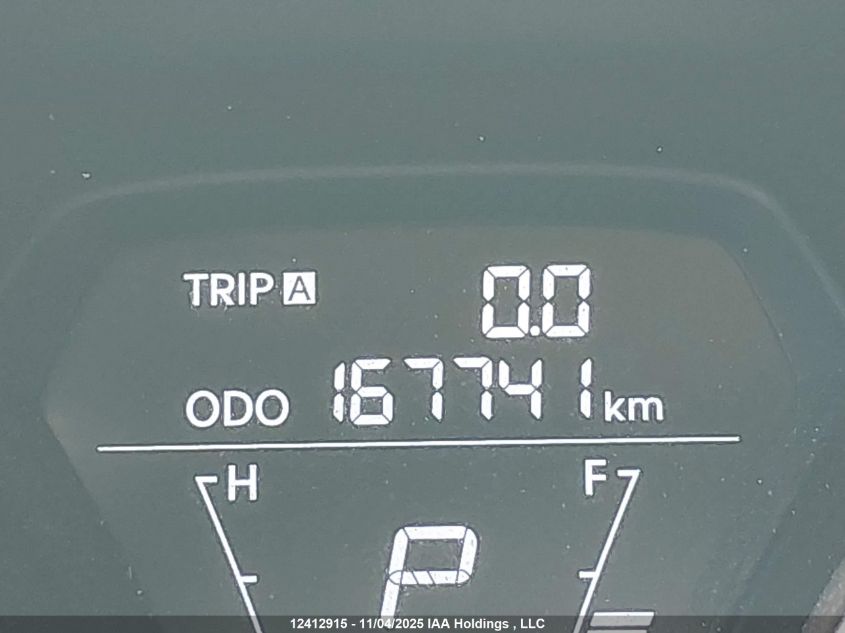 TRIP A 0.0
ODO 167741 km
H F
P
12412915 - 11/04/2025 IAA Holdings , LLC